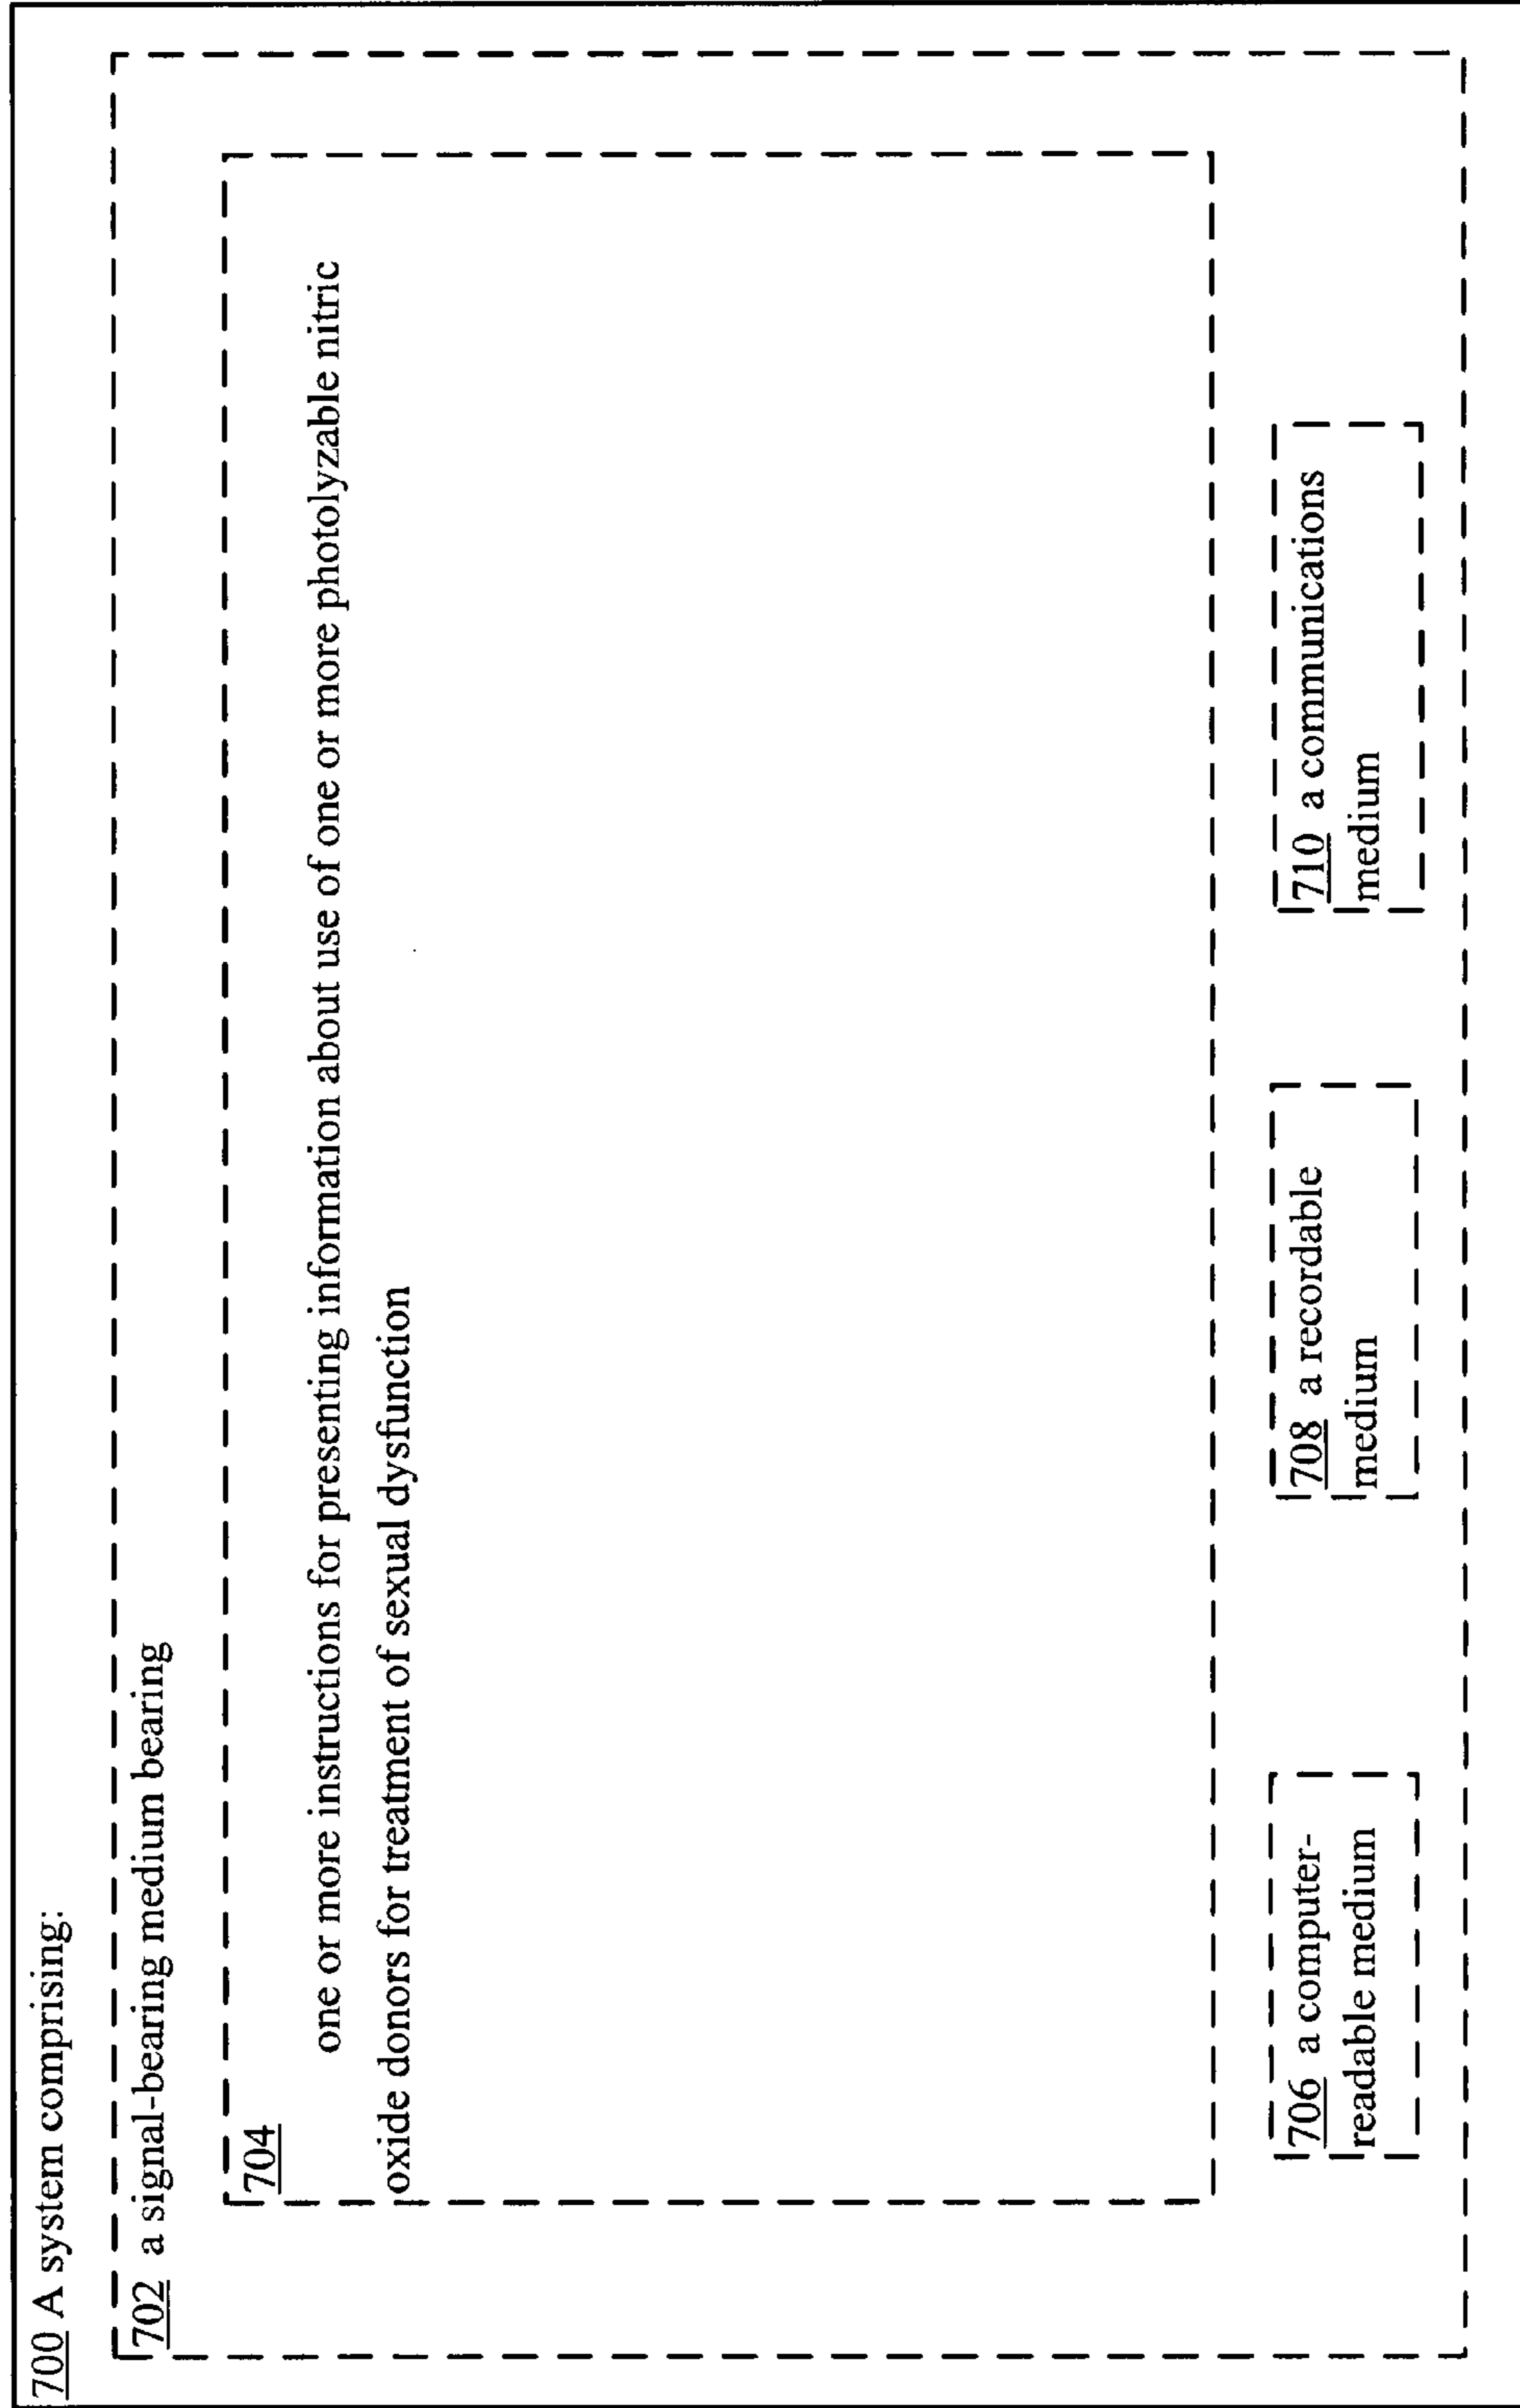 700 A system comprising:
702 a signal-bearing medium bearing
704
one or more instructions for presenting information about use of one or more photolyzable nitric
oxide donors for treatment of sexual dysfunction
706 a computer-
readable medium
708 a recordable
medium
710 a communications
medium